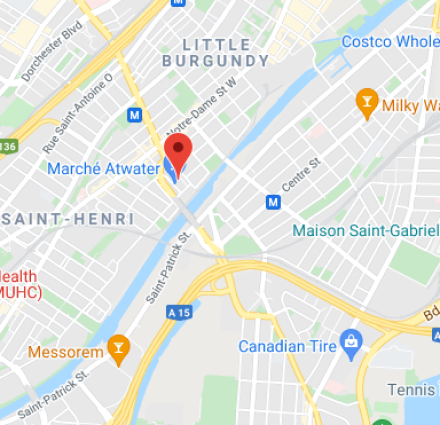 M
LITTLE
BURGUNDY
Dorchester Blvd
Costco Whole
Rue Saint-Antoine O
Milky Wa
M
Notre-Dame St W
136
Marché Atwater
Centre St
M
SAINT-HENRI
Maison Saint-Gabriel
Saint-Patrick St.
Health
MUHC)
A 15
Bo
A
Messorem
Canadian Tire
Saint-Patrick St.
Tennis